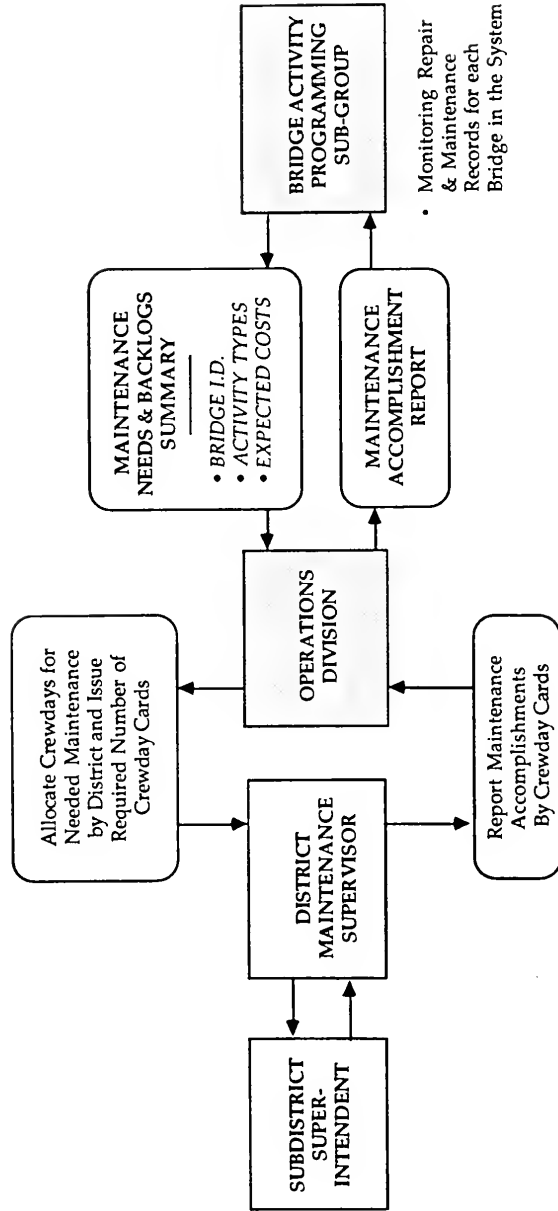 BRIDGE ACTIVITY
PROGRAMMING
SUB-GROUP
• Monitoring Repair
& Maintenance
Records for each
Bridge in the System
MAINTENANCE
NEEDS & BACKLOGS
SUMMARY
• BRIDGE I.D.
• ACTIVITY TYPES
• EXPECTED COSTS
MAINTENANCE
ACCOMPLISHMENT
REPORT
OPERATIONS
DIVISION
Allocate Crewdays for
Needed Maintenance
by District and Issue
Required Number of
Crewday Cards
Report Maintenance
Accomplishments
By Crewday Cards
DISTRICT
MAINTENANCE
SUPERVISOR
SUBDISTRICT
SUPER-
INTENDENT